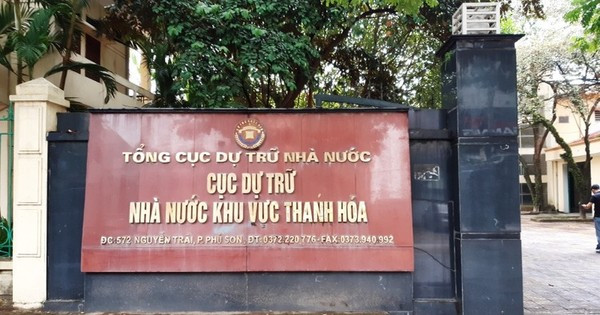 TỔNG CỤC DỰ TRỮ NHÀ NƯỚC
CỤC DỰ TRỮ
NHÀ NƯỚC KHU VỰC THANH HÓA
ĐC: 572 NGUYỄN TRÃI, P. PHÚ SƠN ĐT: 0372 220 776 - FAX: 0373 940 992